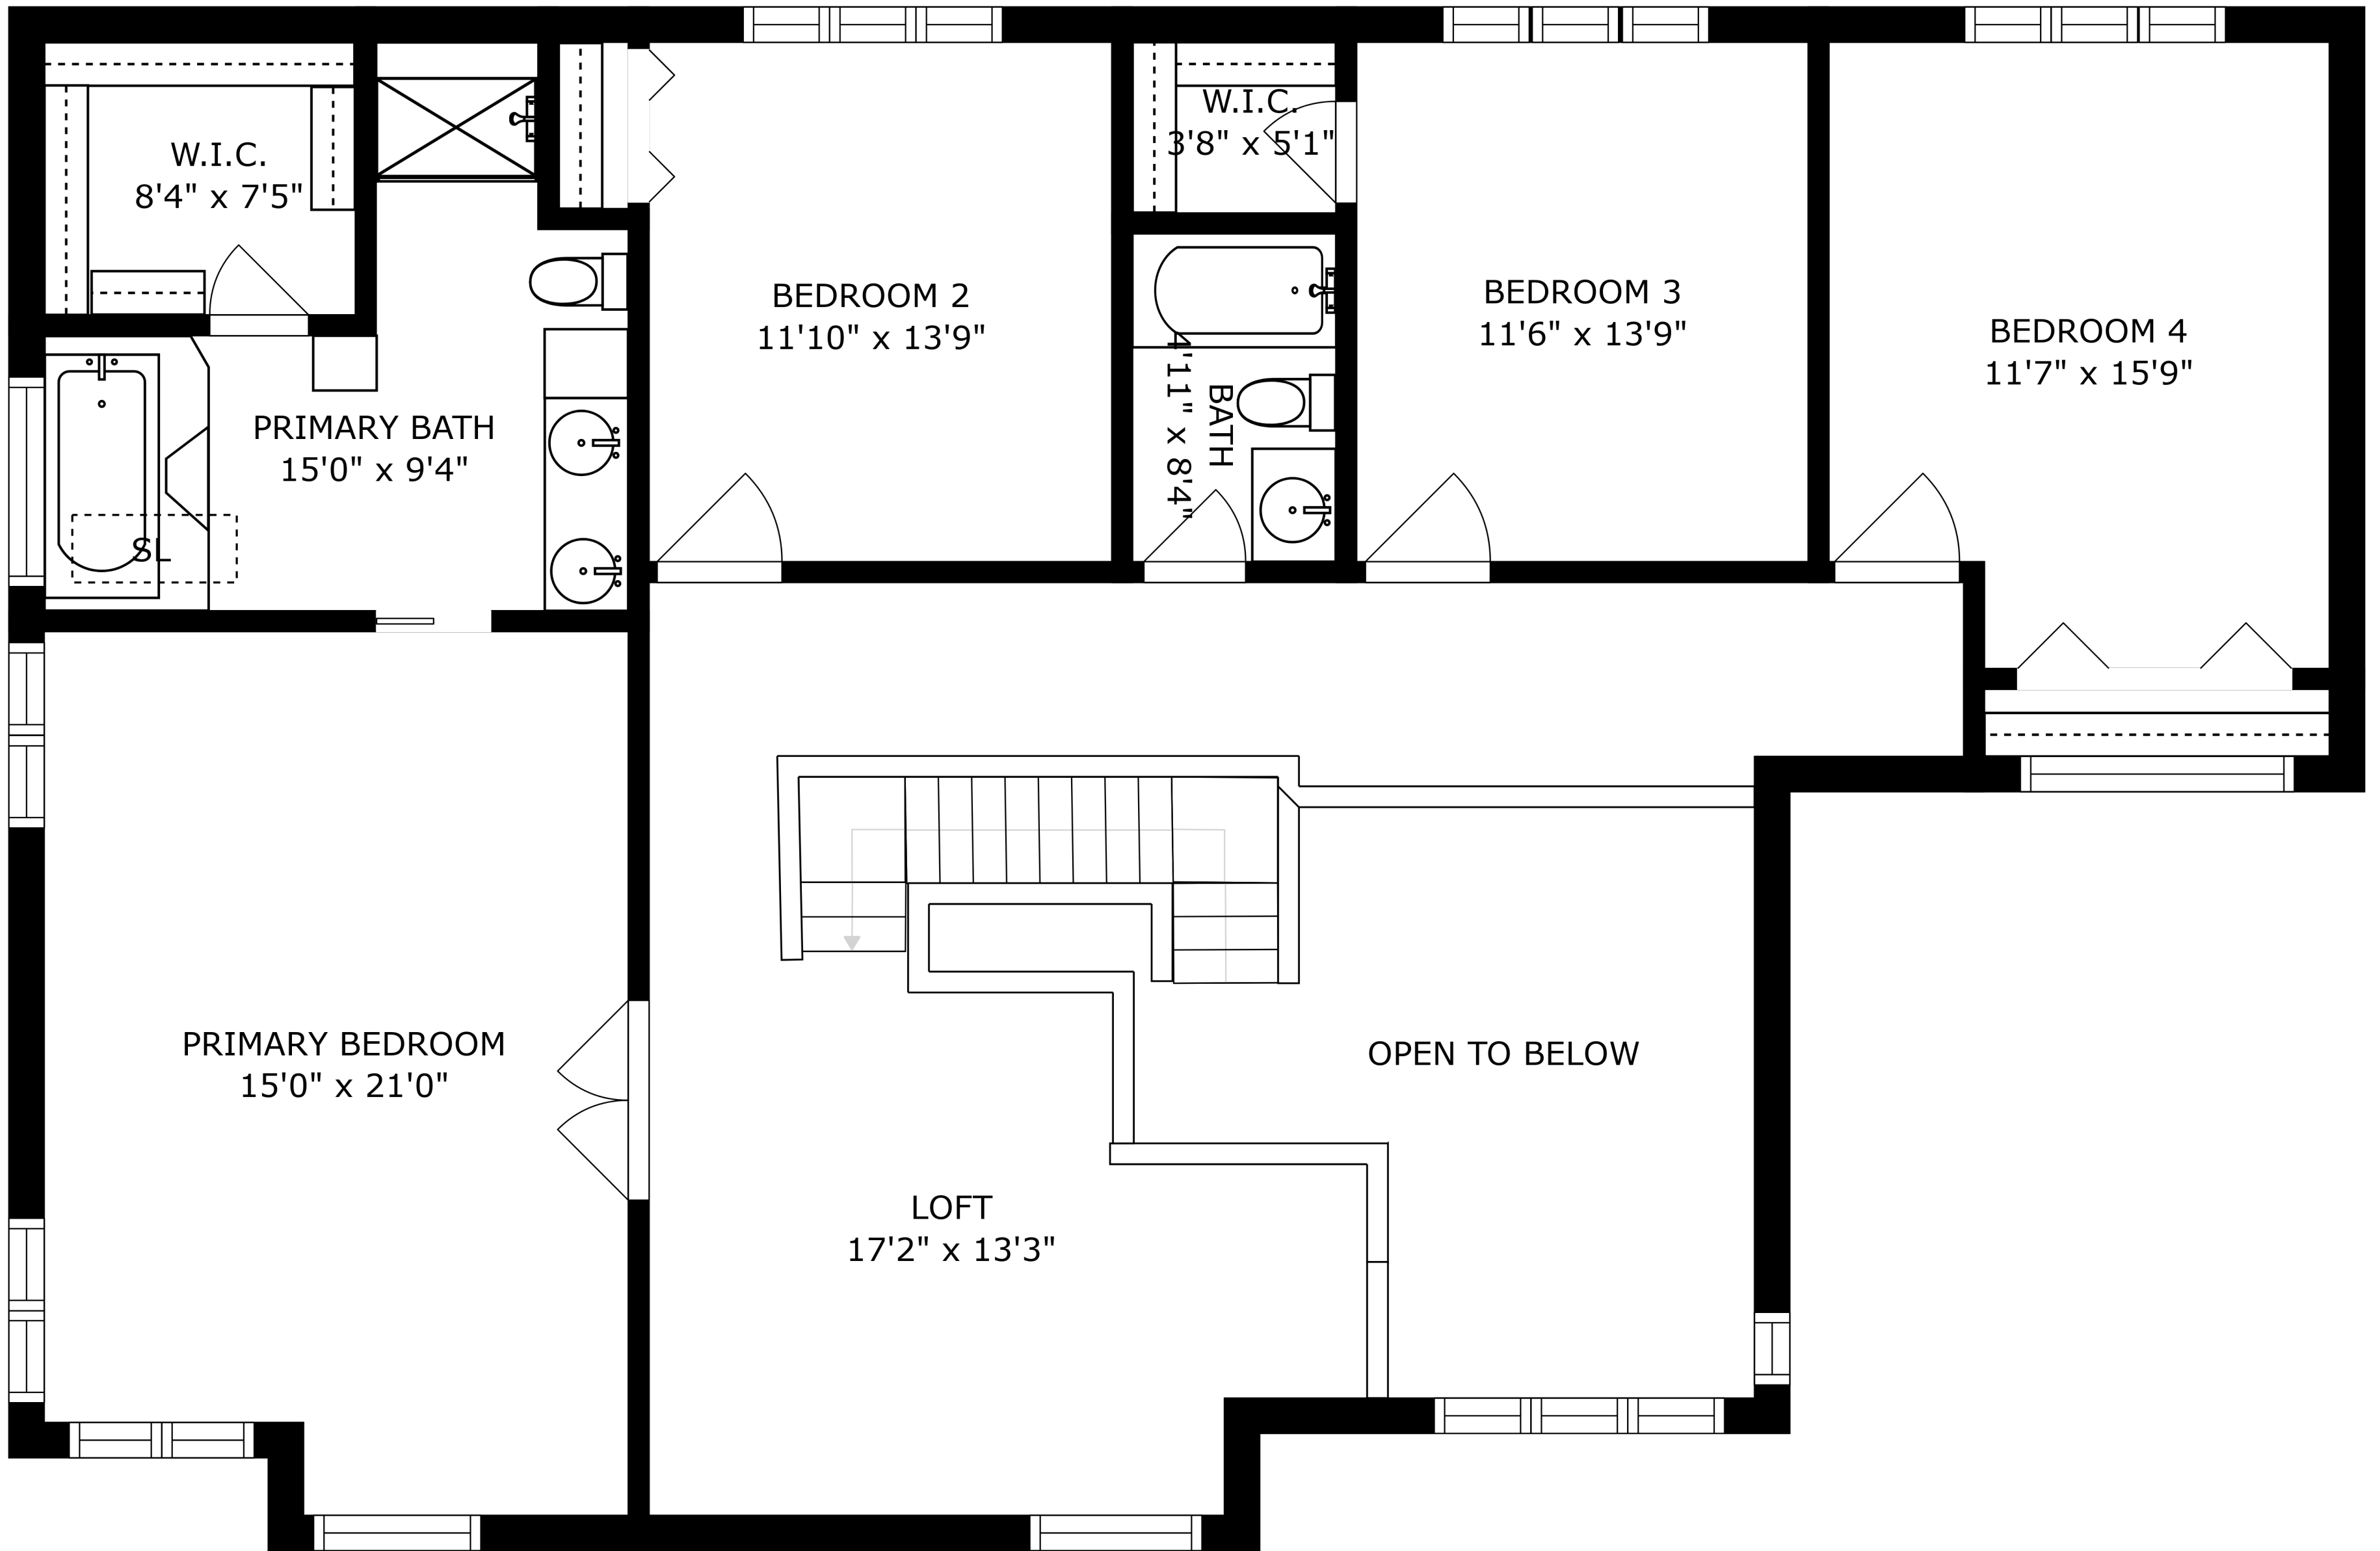 W.I.C.
8'4" x 7'5"
W.I.C.
3'8" x 5'1"
BEDROOM 2
11'10" x 13'9"
BEDROOM 3
11'6" x 13'9"
BEDROOM 4
11'7" x 15'9"
PRIMARY BATH
15'0" x 9'4"
BATH
4'11" x 8'4"
SL
PRIMARY BEDROOM
15'0" x 21'0"
OPEN TO BELOW
LOFT
17'2" x 13'3"